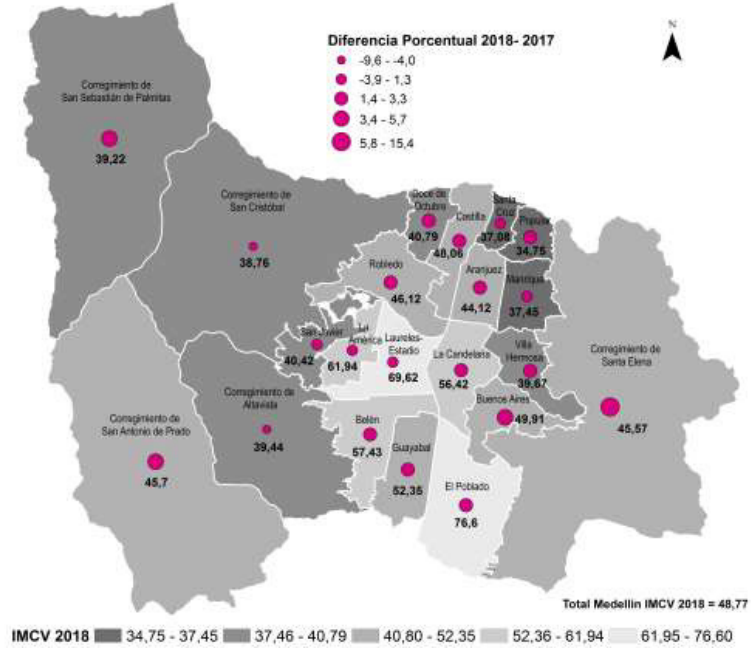 Diferencia Porcentual 2018- 2017
-9,6 - -4,0
-3,9 - 1,3
1,4 - 3,3
3,4 - 5,7
5,8 - 15,4
N
Corregimiento de
San Sebastián de Palmitas
39,22
Corregimiento de
San Cristóbal
38,76
Doce de
Octubre
40,79
Castilla
48,06
Santa
Cruz
37,08
Popular
34,75
Robledo
46,12
Aranjuez
44,12
Manrique
37,45
San Javier
40,42
La
América
61,94
Laureles-
Estadio
69,62
La Candelaria
56,42
Villa
Hermosa
39,67
Corregimiento de
Santa Elena
45,57
Buenos Aires
49,91
Corregimiento de
Altavista
39,44
Corregimiento de
San Antonio de Prado
45,7
Belén
57,43
Guayabal
52,35
El Poblado
76,6
Total Medellín IMCV 2018 = 48,77
IMCV 2018 34,75 - 37,45 37,46 - 40,79 40,80 - 52,35 52,36 - 61,94 61,95 - 76,60